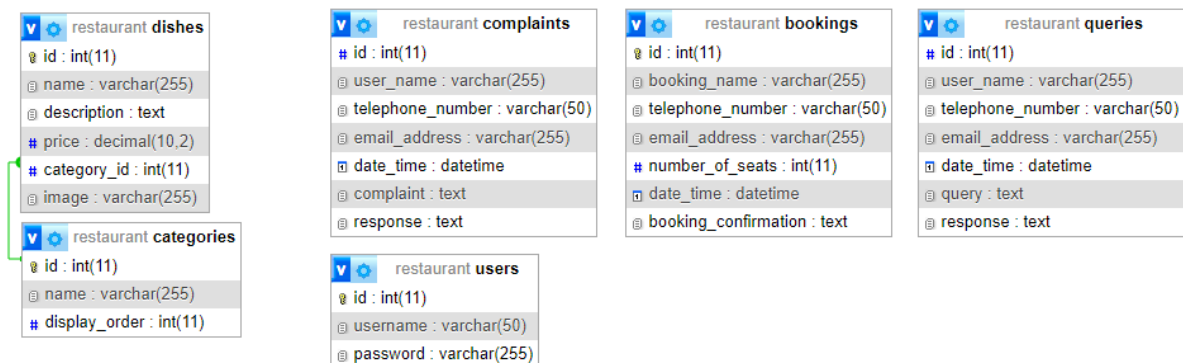 restaurant dishes
id : int(11)
name : varchar(255)
description : text
# price : decimal(10,2)
# category_id : int(11)
image : varchar(255)
restaurant categories
id : int(11)
name : varchar(255)
# display_order : int(11)
restaurant complaints
# id : int(11)
user_name : varchar(255)
telephone_number : varchar(50)
email_address : varchar(255)
date_time : datetime
complaint : text
response : text
restaurant users
id : int(11)
username : varchar(50)
password : varchar(255)
restaurant bookings
id : int(11)
booking_name : varchar(255)
telephone_number : varchar(50)
email_address : varchar(255)
# number_of_seats : int(11)
date_time : datetime
booking_confirmation : text
restaurant queries
# id : int(11)
user_name : varchar(255)
telephone_number : varchar(50)
email_address : varchar(255)
date_time : datetime
query : text
response : text